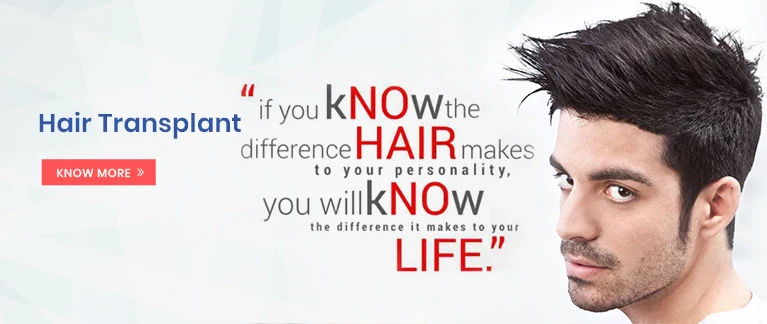 Hair Transplant
KNOW MORE »
“if you kNOw the
difference HAIR makes
to your personality,
you will kNOw
the difference it makes to your
LIFE.”